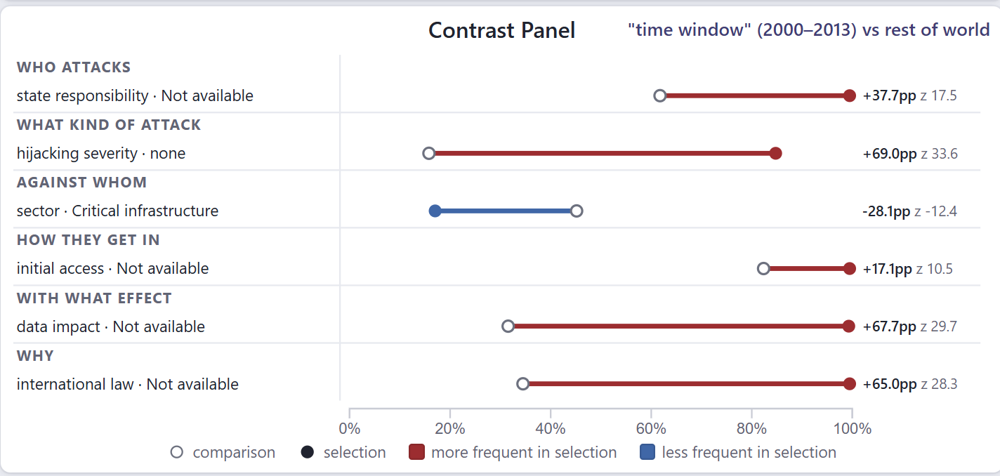 Contrast Panel "time window" (2000–2013) vs rest of world
WHO ATTACKS
state responsibility · Not available +37.7pp z 17.5
WHAT KIND OF ATTACK
hijacking severity · none +69.0pp z 33.6
AGAINST WHOM
sector · Critical infrastructure -28.1pp z -12.4
HOW THEY GET IN
initial access · Not available +17.1pp z 10.5
WITH WHAT EFFECT
data impact · Not available +67.7pp z 29.7
WHY
international law · Not available +65.0pp z 28.3
0% 20% 40% 60% 80% 100%
comparison selection more frequent in selection less frequent in selection